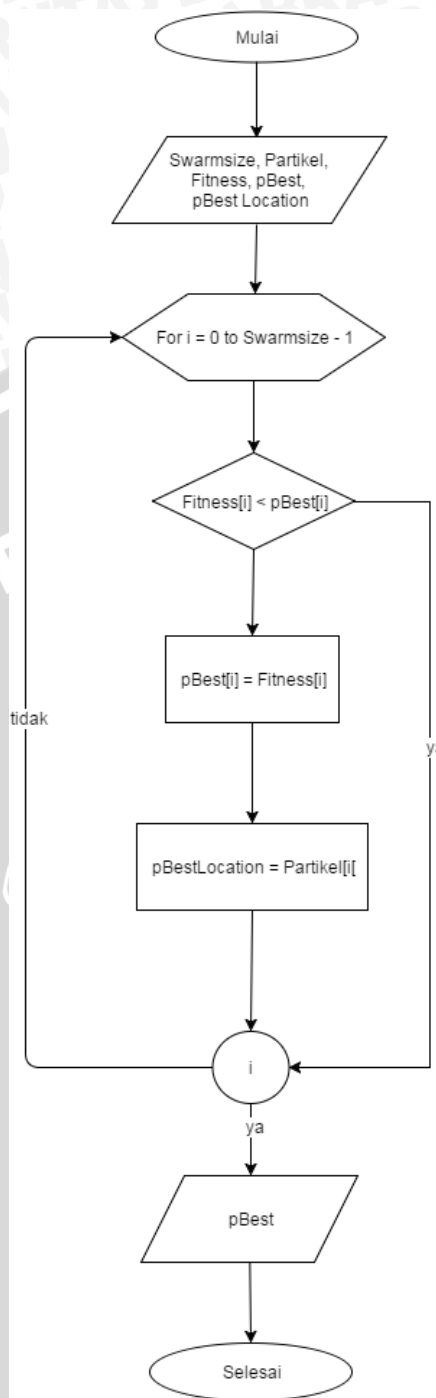 Mulai
Swarmsize, Partikel,
Fitness, pBest,
pBest Location
For i = 0 to Swarmsize - 1
Fitness[i] < pBest[i]
pBest[i] = Fitness[i]
tidak
pBestLocation = Partikel[i[
i
ya
pBest
Selesai